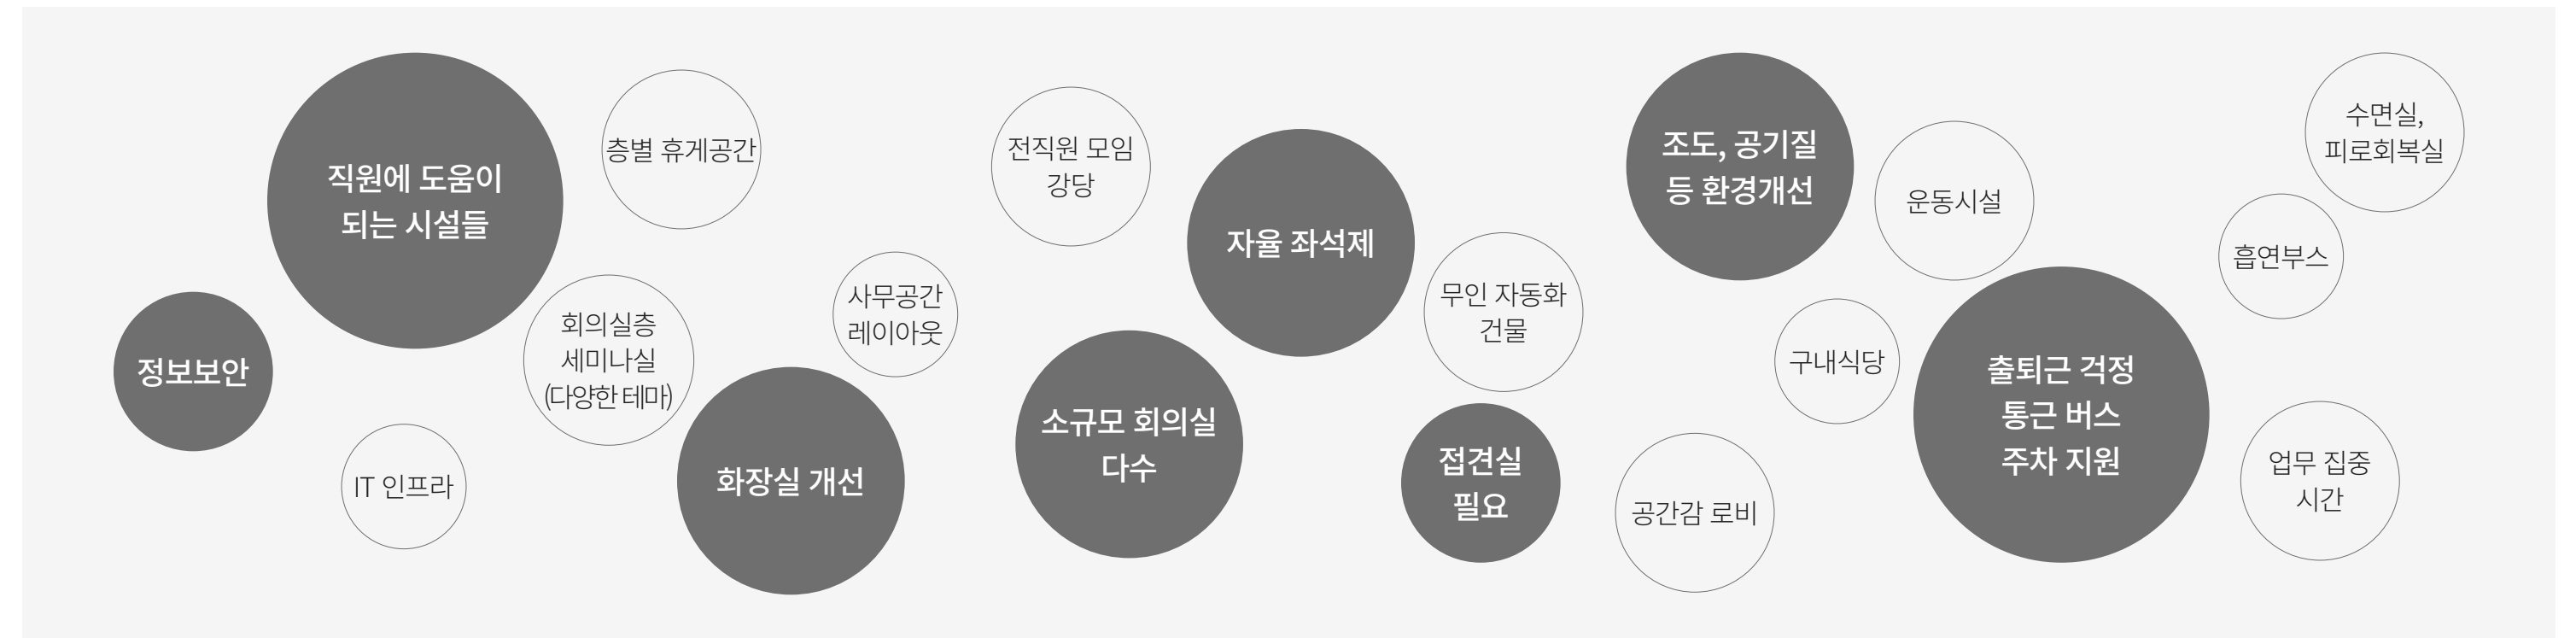 직원에 도움이
되는 시설들
층별 휴게공간
정보보안
IT 인프라
회의실층
세미나실
(다양한 테마)
사무공간
레이아웃
화장실 개선
전직원 모임
강당
자율 좌석제
소규모 회의실
다수
무인 자동화
건물
접견실
필요
조도, 공기질
등 환경개선
운동시설
구내식당
공간감 로비
출퇴근 걱정
통근 버스
주차 지원
수면실,
피로회복실
흡연부스
업무 집중
시간